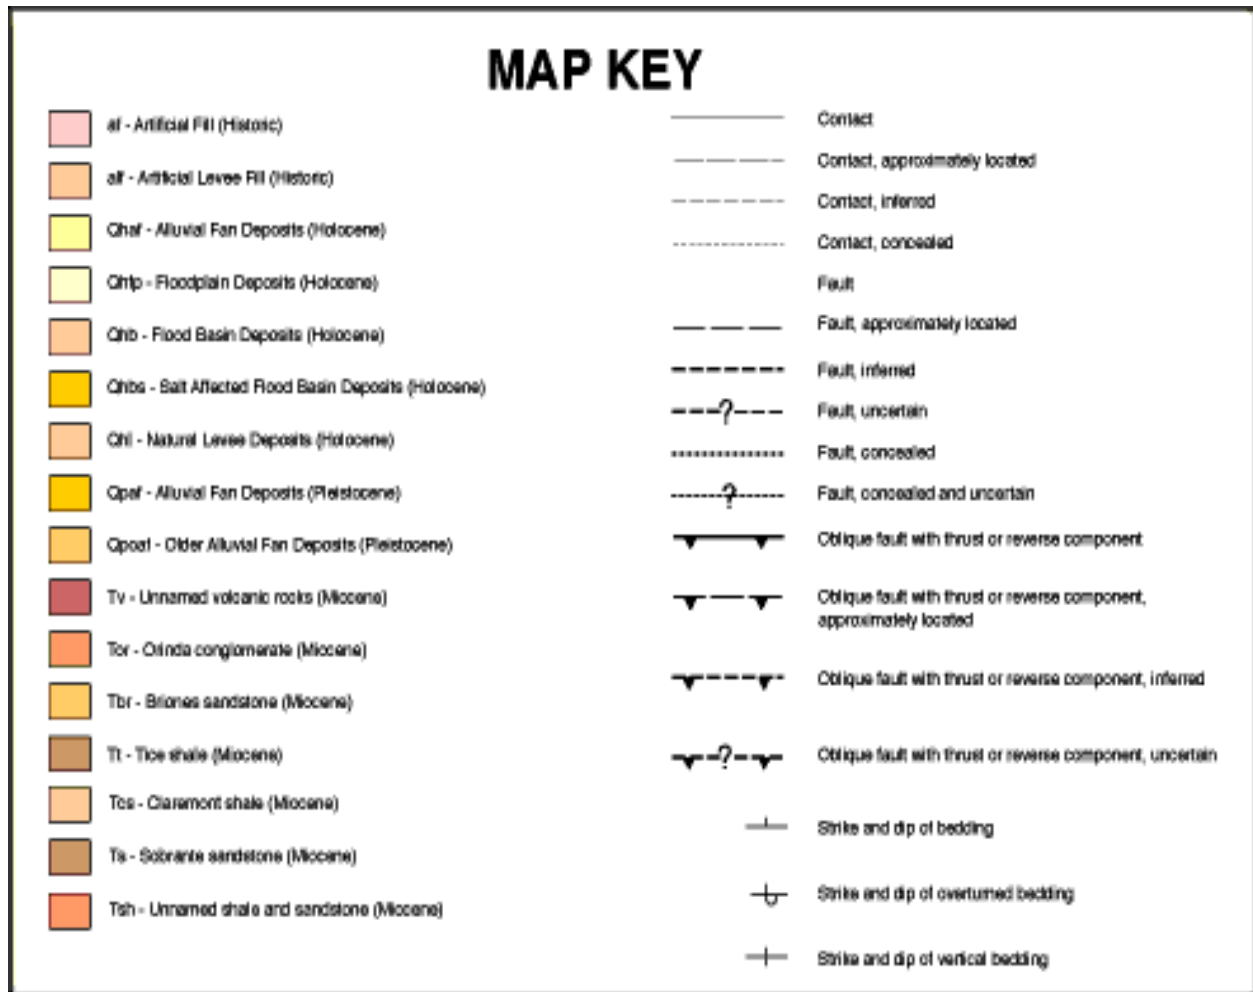 MAP KEY
af - Artificial Fill (Historic)
alf - Artificial Levee Fill (Historic)
Qhaf - Alluvial Fan Deposits (Holocene)
Qhfp - Floodplain Deposits (Holocene)
Qhb - Flood Basin Deposits (Holocene)
Qhbs - Salt Affected Flood Basin Deposits (Holocene)
Qhl - Natural Levee Deposits (Holocene)
Qpaf - Alluvial Fan Deposits (Pleistocene)
Qpoaf - Older Alluvial Fan Deposits (Pleistocene)
Tv - Unnamed volcanic rocks (Miocene)
Tor - Orinda conglomerate (Miocene)
Tbr - Briones sandstone (Miocene)
Tt - Tice shale (Miocene)
Tcs - Claremont shale (Miocene)
Ts - Sobrante sandstone (Miocene)
Tsh - Unnamed shale and sandstone (Miocene)
Contact
Contact, approximately located
Contact, inferred
Contact, concealed
Fault
Fault, approximately located
Fault, inferred
? Fault, uncertain
Fault, concealed
? Fault, concealed and uncertain
Oblique fault with thrust or reverse component
Oblique fault with thrust or reverse component,
approximately located
Oblique fault with thrust or reverse component, inferred
? Oblique fault with thrust or reverse component, uncertain
Strike and dip of bedding
Strike and dip of overturned bedding
Strike and dip of vertical bedding